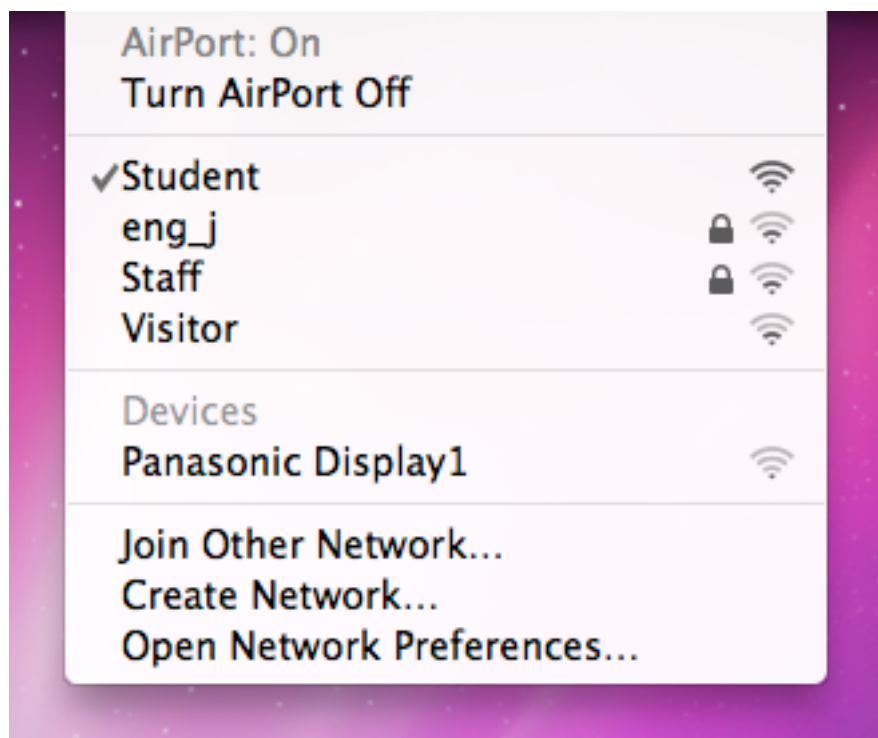 AirPort: On
Turn AirPort Off
Student
eng_j
Staff
Visitor
Devices
Panasonic Display1
Join Other Network...
Create Network...
Open Network Preferences...